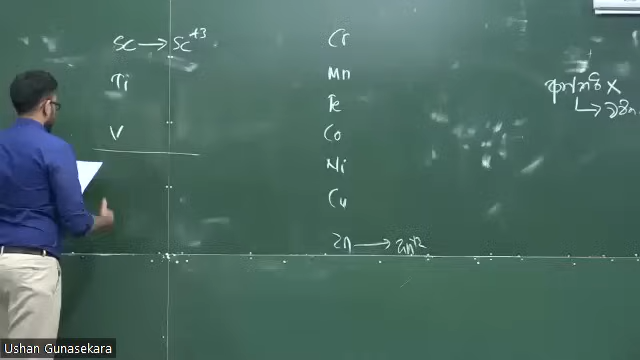 Sc → Sc+3
Ti
V
Cr
Mn
Fe
Co
Ni
Cu
Zn → Zn+2
Ushan Gunasekara